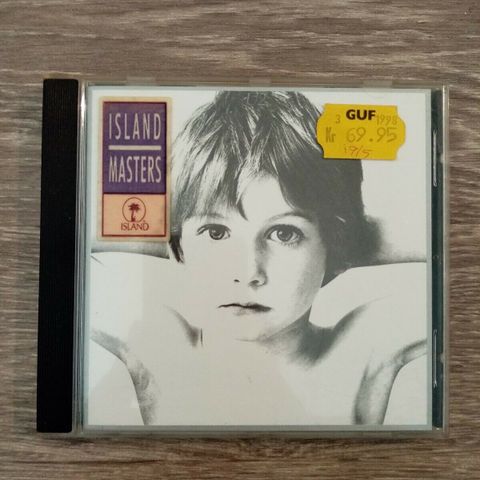 ISLAND
MASTERS
ISLAND
3 GUF 1998
Kr 69.95
19/5